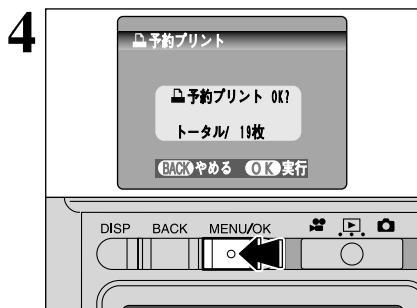 4
予約プリント
予約プリント OK?
トータル/ 19枚
BACK やめる OK 実行
DISP BACK MENU/OK